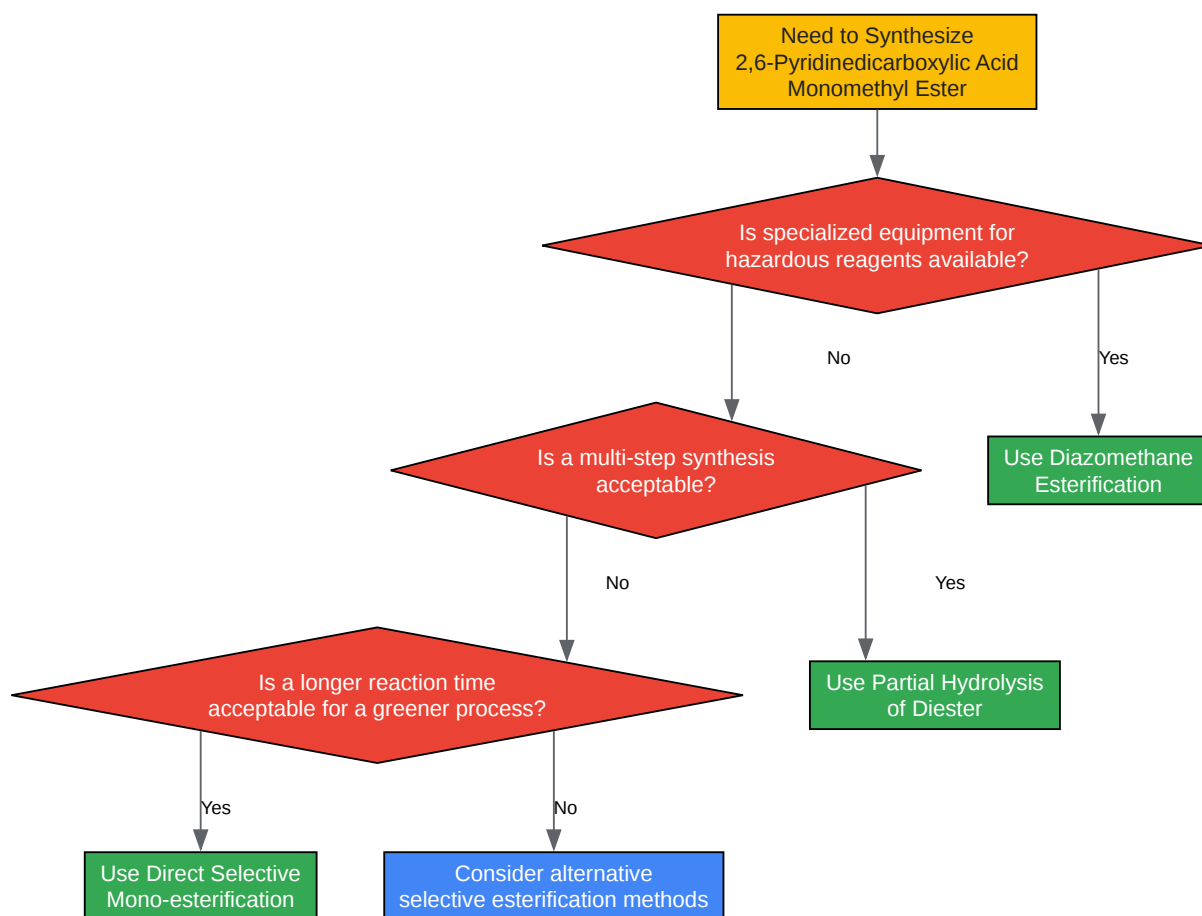 Need to Synthesize
2,6-Pyridinedicarboxylic Acid
Monomethyl Ester
Is specialized equipment for
hazardous reagents available?
No
Yes
Is a multi-step synthesis
acceptable?
Use Diazomethane
Esterification
No
Yes
Is a longer reaction time
acceptable for a greener process?
Use Partial Hydrolysis
of Diester
Yes
No
Use Direct Selective
Mono-esterification
Consider alternative
selective esterification methods